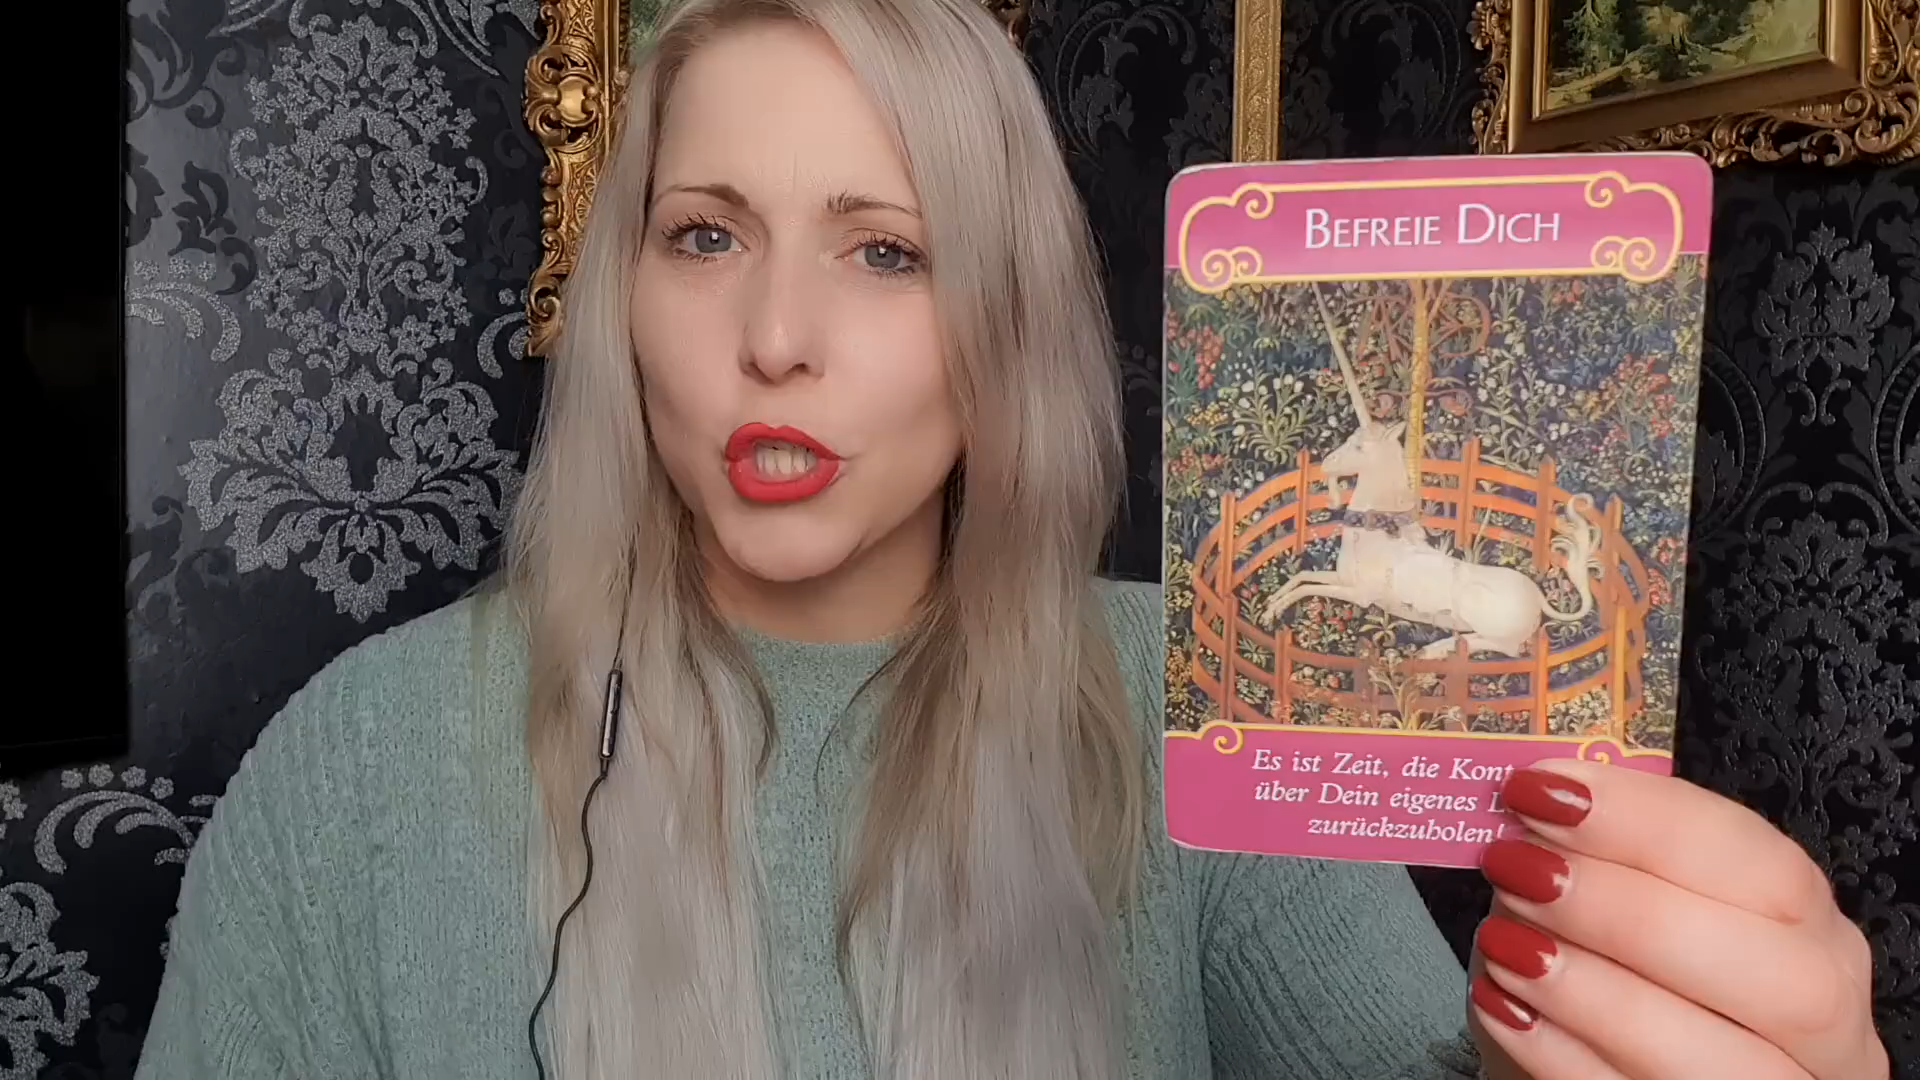 BEFREIE DICH
Es ist Zeit, die
über Dein eigenes
zurückzuholen!